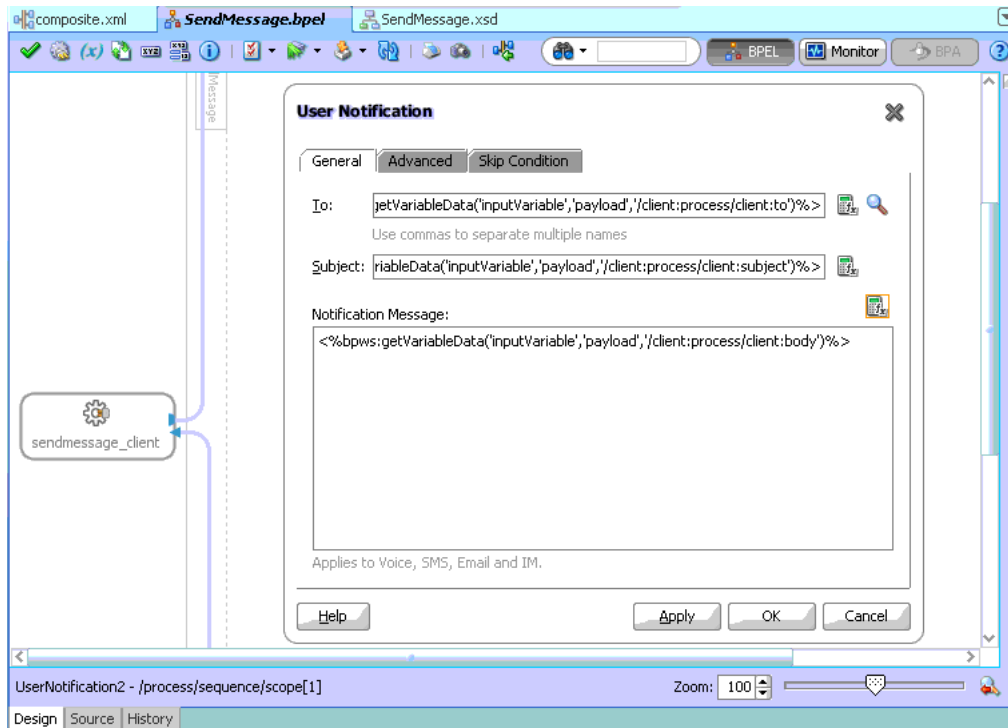 composite.xml SendMessage.bpel SendMessage.xsd
(x) XYZ BPEL Monitor BPA
Message
User Notification
General Advanced Skip Condition
To: getVariableData('inputVariable','payload','/client:process/client:to')%>
Use commas to separate multiple names
Subject: riableData('inputVariable','payload','/client:process/client:subject')%>
Notification Message:
<%bpws:getVariableData('inputVariable','payload','/client:process/client:body')%>
sendmessage_client
Applies to Voice, SMS, Email and IM.
Help Apply OK Cancel
UserNotification2 - /process/sequence/scope[1] Zoom: 100
Design Source History